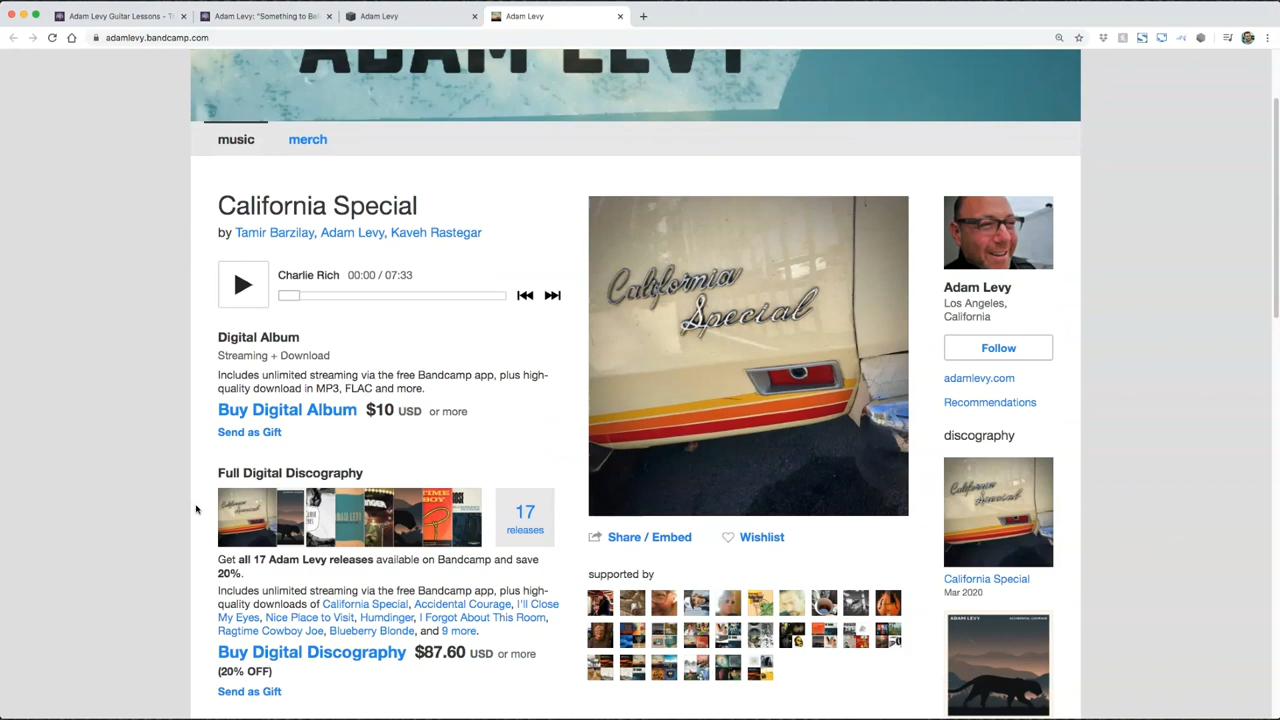 Adam Levy Guitar Lessons - T
Adam Levy: "Something to Be
Adam Levy
Adam Levy
adamlevy.bandcamp.com
ADAM LEVY
music
merch
California Special
by Tamir Barzilay, Adam Levy, Kaveh Rastegar
Charlie Rich 00:00 / 07:33
Digital Album
Streaming + Download
Includes unlimited streaming via the free Bandcamp app, plus high-
quality download in MP3, FLAC and more.
Buy Digital Album $10 USD or more
Send as Gift
Full Digital Discography
17
releases
Get all 17 Adam Levy releases available on Bandcamp and save
20%.
Includes unlimited streaming via the free Bandcamp app, plus high-
quality downloads of California Special, Accidental Courage, I'll Close
My Eyes, Nice Place to Visit, Humdinger, I Forgot About This Room,
Ragtime Cowboy Joe, Blueberry Blonde, and 9 more.
Buy Digital Discography $87.60 USD or more
(20% OFF)
Send as Gift
California
Special
Share / Embed
Wishlist
supported by
Adam Levy
Los Angeles,
California
Follow
adamlevy.com
Recommendations
discography
California
Special
California Special
Mar 2020
ADAM LEVY
ACCIDENTAL COURAGE